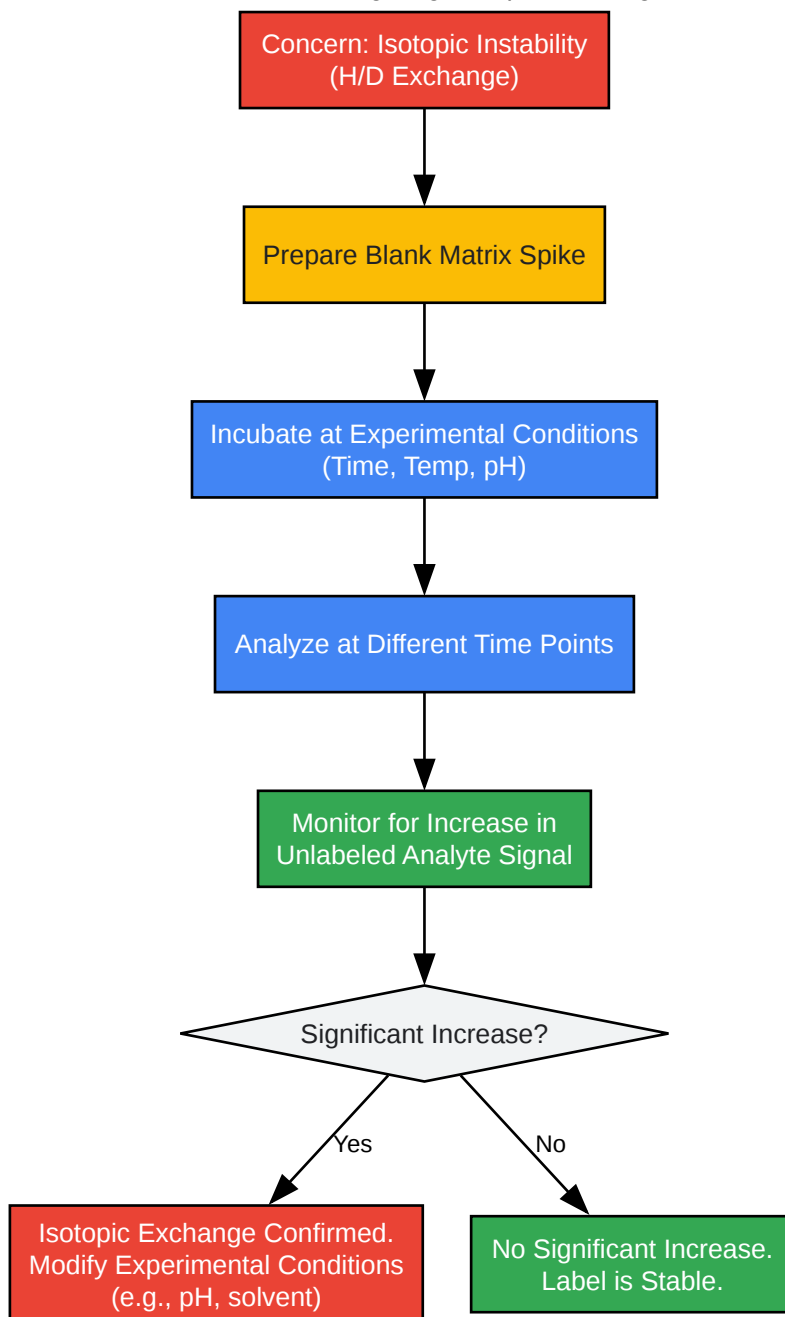 Concern: Isotopic Instability
(H/D Exchange)
Prepare Blank Matrix Spike
Incubate at Experimental Conditions
(Time, Temp, pH)
Analyze at Different Time Points
Monitor for Increase in
Unlabeled Analyte Signal
Significant Increase?
Yes
No
Isotopic Exchange Confirmed.
Modify Experimental Conditions
(e.g., pH, solvent)
No Significant Increase.
Label is Stable.